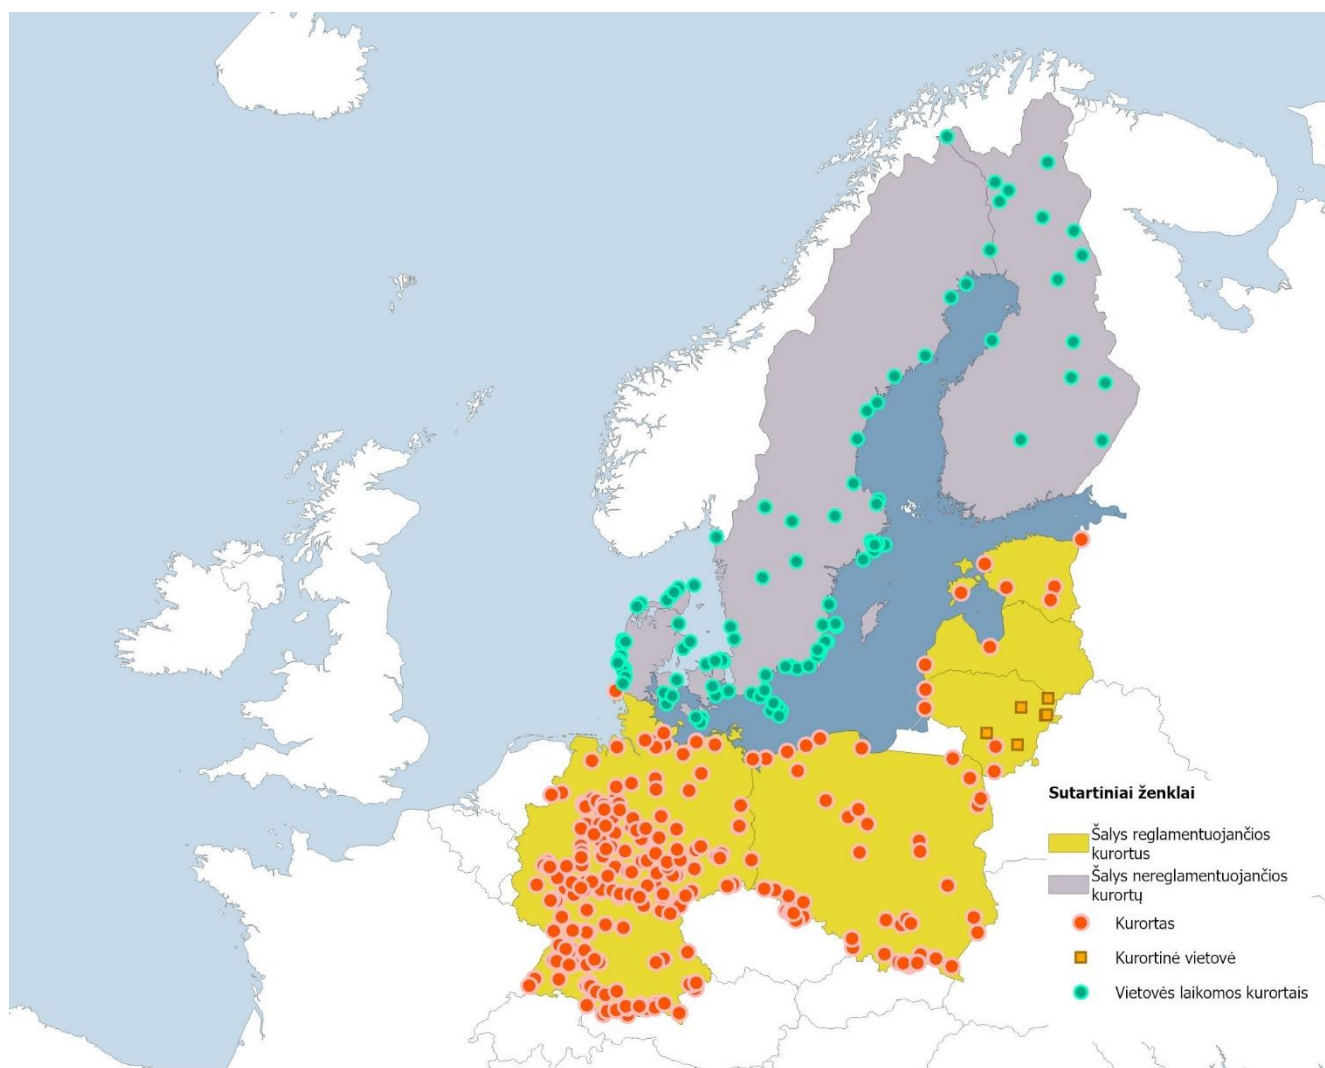 Sutartiniai ženklai
Šalys reglamentuojančios
kurortus
Šalys nereglamentuojančios
kurortų
Kurortas
Kurortinė vietovė
Vietovės laikomos kurortais